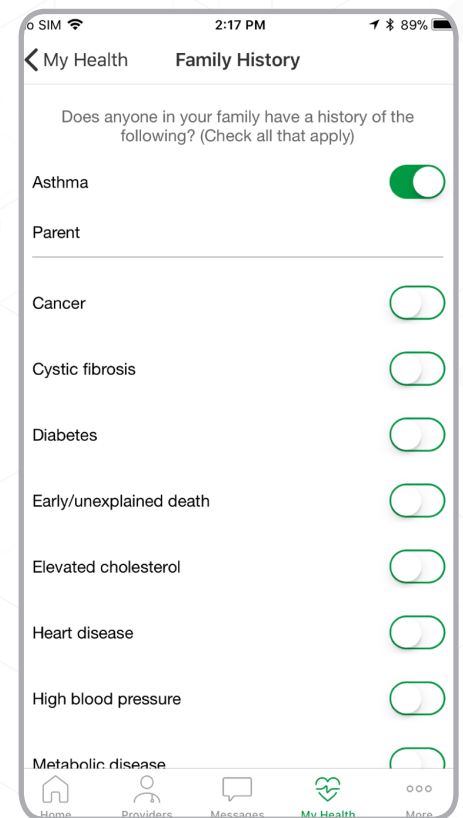 o SIM 2:17 PM 89%
My Health Family History
Does anyone in your family have a history of the
following? (Check all that apply)
Asthma
Parent
Cancer
Cystic fibrosis
Diabetes
Early/unexplained death
Elevated cholesterol
Heart disease
High blood pressure
Metabolic disease
Home Providers Messages My Health More